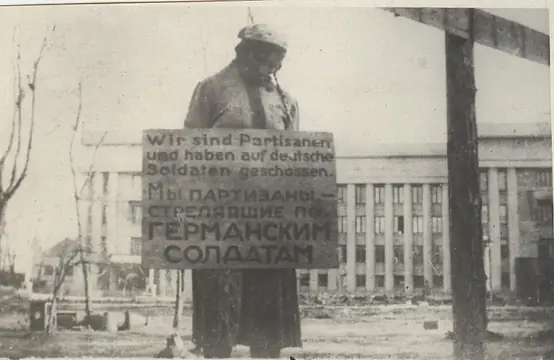 Wir sind Partisanen
und haben auf deutsche
Soldaten geschossen.
Мы партизаны –
стрелявшие по
германским
солдатам